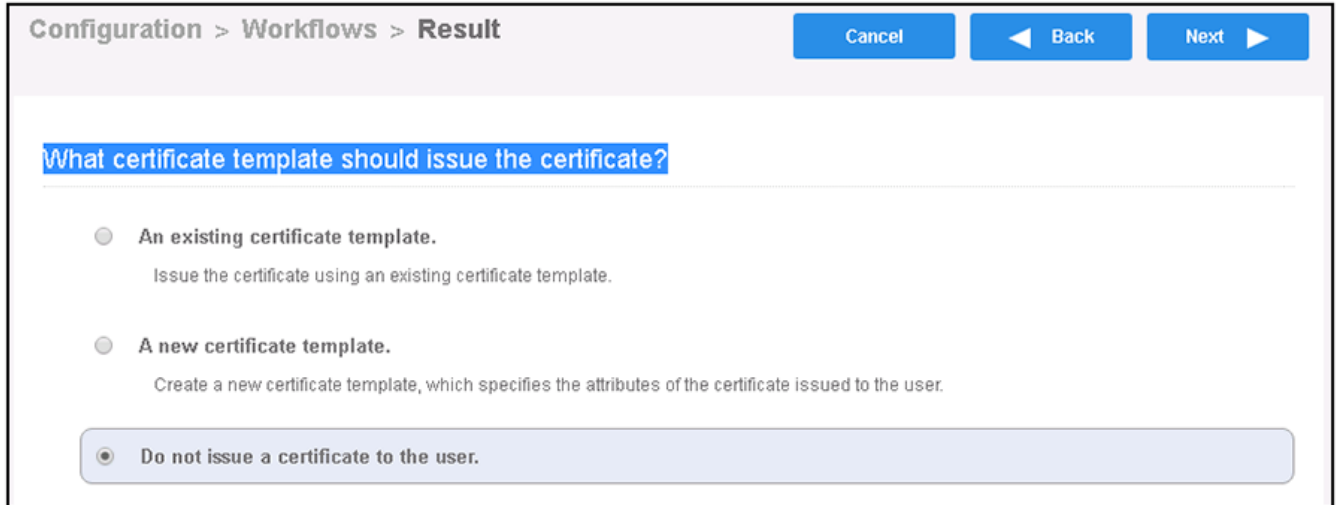 Configuration > Workflows > Result
Cancel
Back
Next
What certificate template should issue the certificate?
An existing certificate template.
Issue the certificate using an existing certificate template.
A new certificate template.
Create a new certificate template, which specifies the attributes of the certificate issued to the user.
Do not issue a certificate to the user.